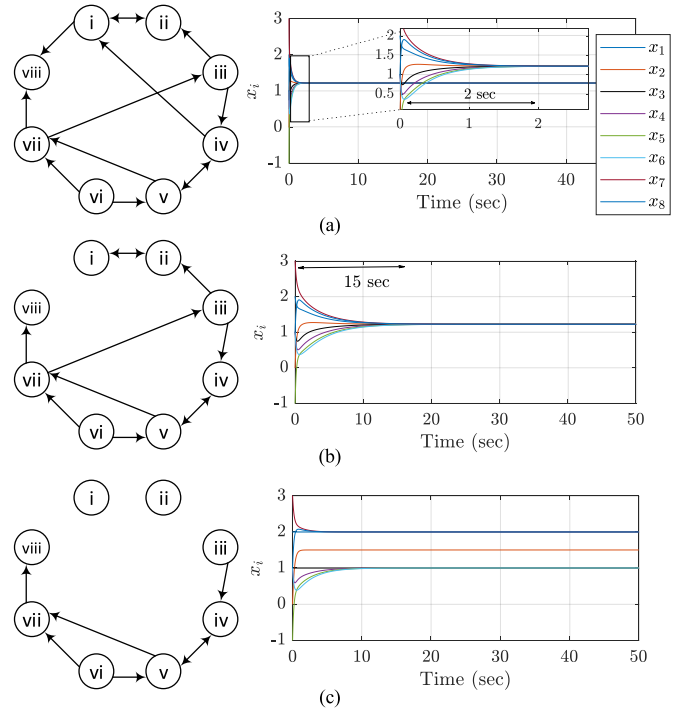 i
ii
viii
iii
vii
iv
vi
v
3
2
1
0
-1
x_i
0
10
20
30
40
Time (sec)
2
1.5
1
0.5
2 sec
0
1
2
x_1
x_2
x_3
x_4
x_5
x_6
x_7
x_8
(a)
i
ii
viii
iii
vii
iv
vi
v
3
2
1
0
-1
x_i
15 sec
0
10
20
30
40
50
Time (sec)
(b)
i
ii
viii
iii
vii
iv
vi
v
3
2
1
0
-1
x_i
0
10
20
30
40
50
Time (sec)
(c)